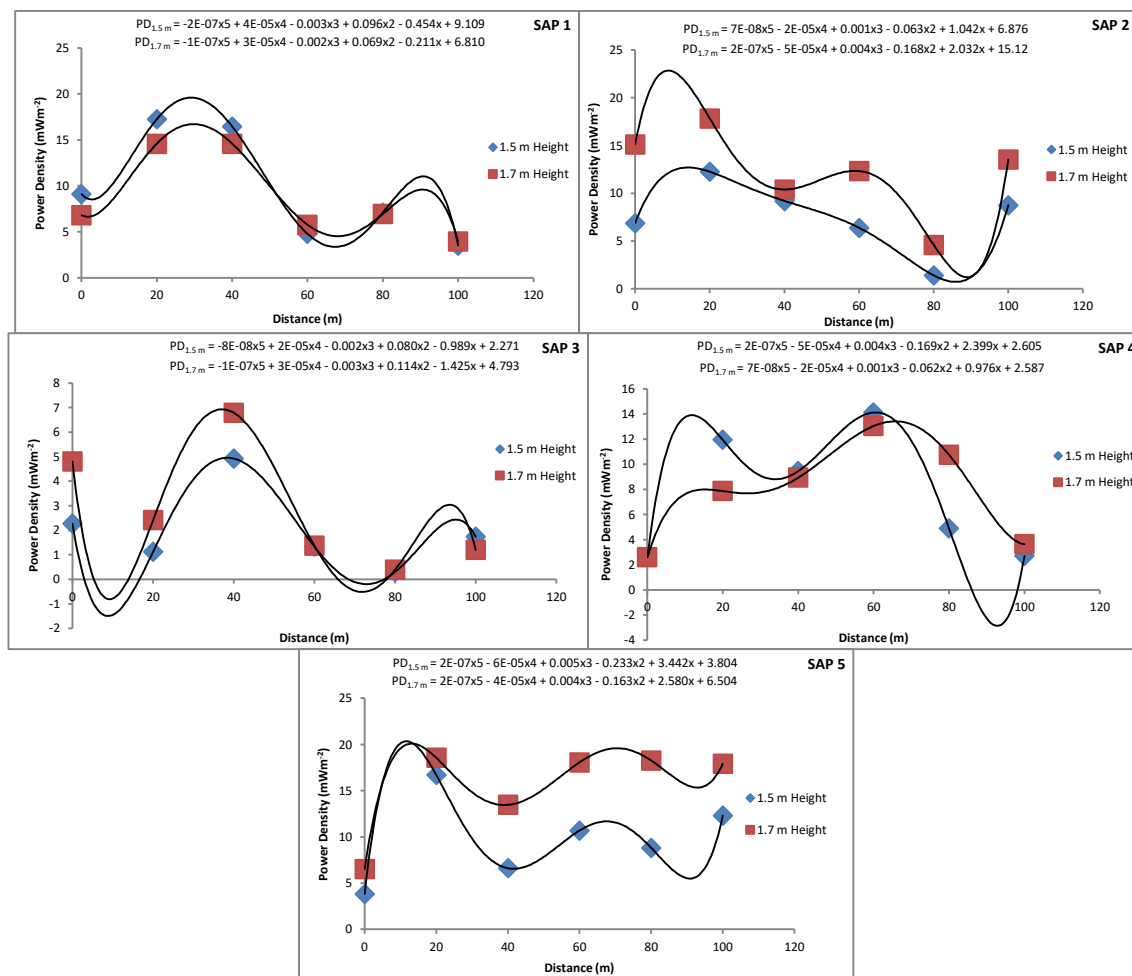 PD1.5 m = -2E-07x5 + 4E-05x4 - 0.003x3 + 0.096x2 - 0.454x + 9.109
SAP 1
PD1.7 m = -1E-07x5 + 3E-05x4 - 0.002x3 + 0.069x2 - 0.211x + 6.810
25
20
15
10
5
0
0 20 40 60 80 100 120
Power Density (mWm-2)
Distance (m)
1.5 m Height
1.7 m Height
PD1.5 m = 7E-08x5 - 2E-05x4 + 0.001x3 - 0.063x2 + 1.042x + 6.876
SAP 2
PD1.7 m = 2E-07x5 - 5E-05x4 + 0.004x3 - 0.168x2 + 2.032x + 15.12
25
20
15
10
5
0
0 20 40 60 80 100 120
Power Density (mWm-2)
Distance (m)
1.5 m Height
1.7 m Height
PD1.5 m = -8E-08x5 + 2E-05x4 - 0.002x3 + 0.080x2 - 0.989x + 2.271
SAP 3
PD1.7 m = -1E-07x5 + 3E-05x4 - 0.003x3 + 0.114x2 - 1.425x + 4.793
8
7
6
5
4
3
2
1
0
-1
-2
0 20 40 60 80 100 120
Power Density (mWm-2)
Distance (m)
1.5 m Height
1.7 m Height
PD1.5 m = 2E-07x5 - 5E-05x4 + 0.004x3 - 0.169x2 + 2.399x + 2.605
SAP 4
PD1.7 m = 7E-08x5 - 2E-05x4 + 0.001x3 - 0.062x2 + 0.976x + 2.587
16
14
12
10
8
6
4
2
0
-2
-4
0 20 40 60 80 100 120
Power Density (mWm-2)
Distance (m)
1.5 m Height
1.7 m Height
PD1.5 m = 2E-07x5 - 6E-05x4 + 0.005x3 - 0.233x2 + 3.442x + 3.804
SAP 5
PD1.7 m = 2E-07x5 - 4E-05x4 + 0.004x3 - 0.163x2 + 2.580x + 6.504
25
20
15
10
5
0
0 20 40 60 80 100 120
Power Density (mWm-2)
Distance (m)
1.5 m Height
1.7 m Height